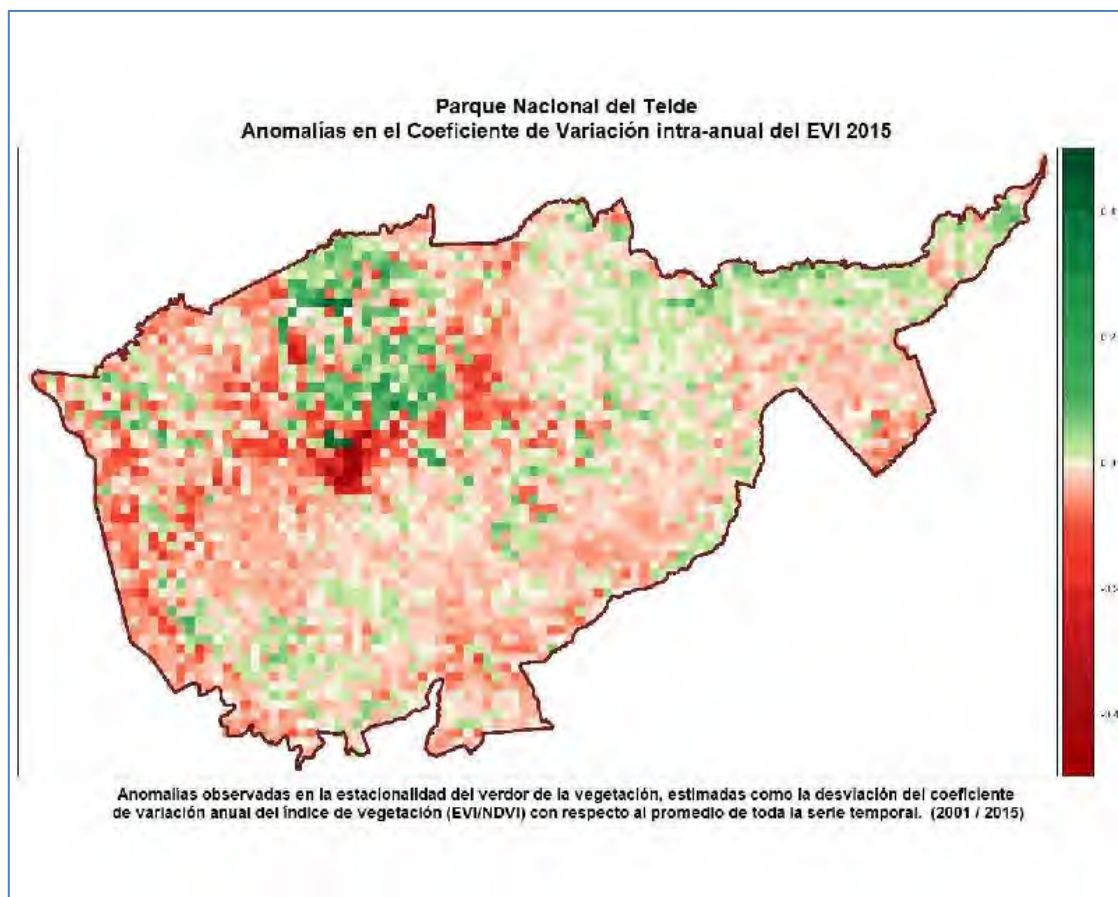 Parque Nacional del Teide
Anomalías en el Coeficiente de Variación intra-anual del EVI 2015
Anomalías observadas en la estacionalidad del verdor de la vegetación, estimadas como la desviación del coeficiente
de variación anual del índice de vegetación (EVI/NDVI) con respecto al promedio de toda la serie temporal. (2001 / 2015)